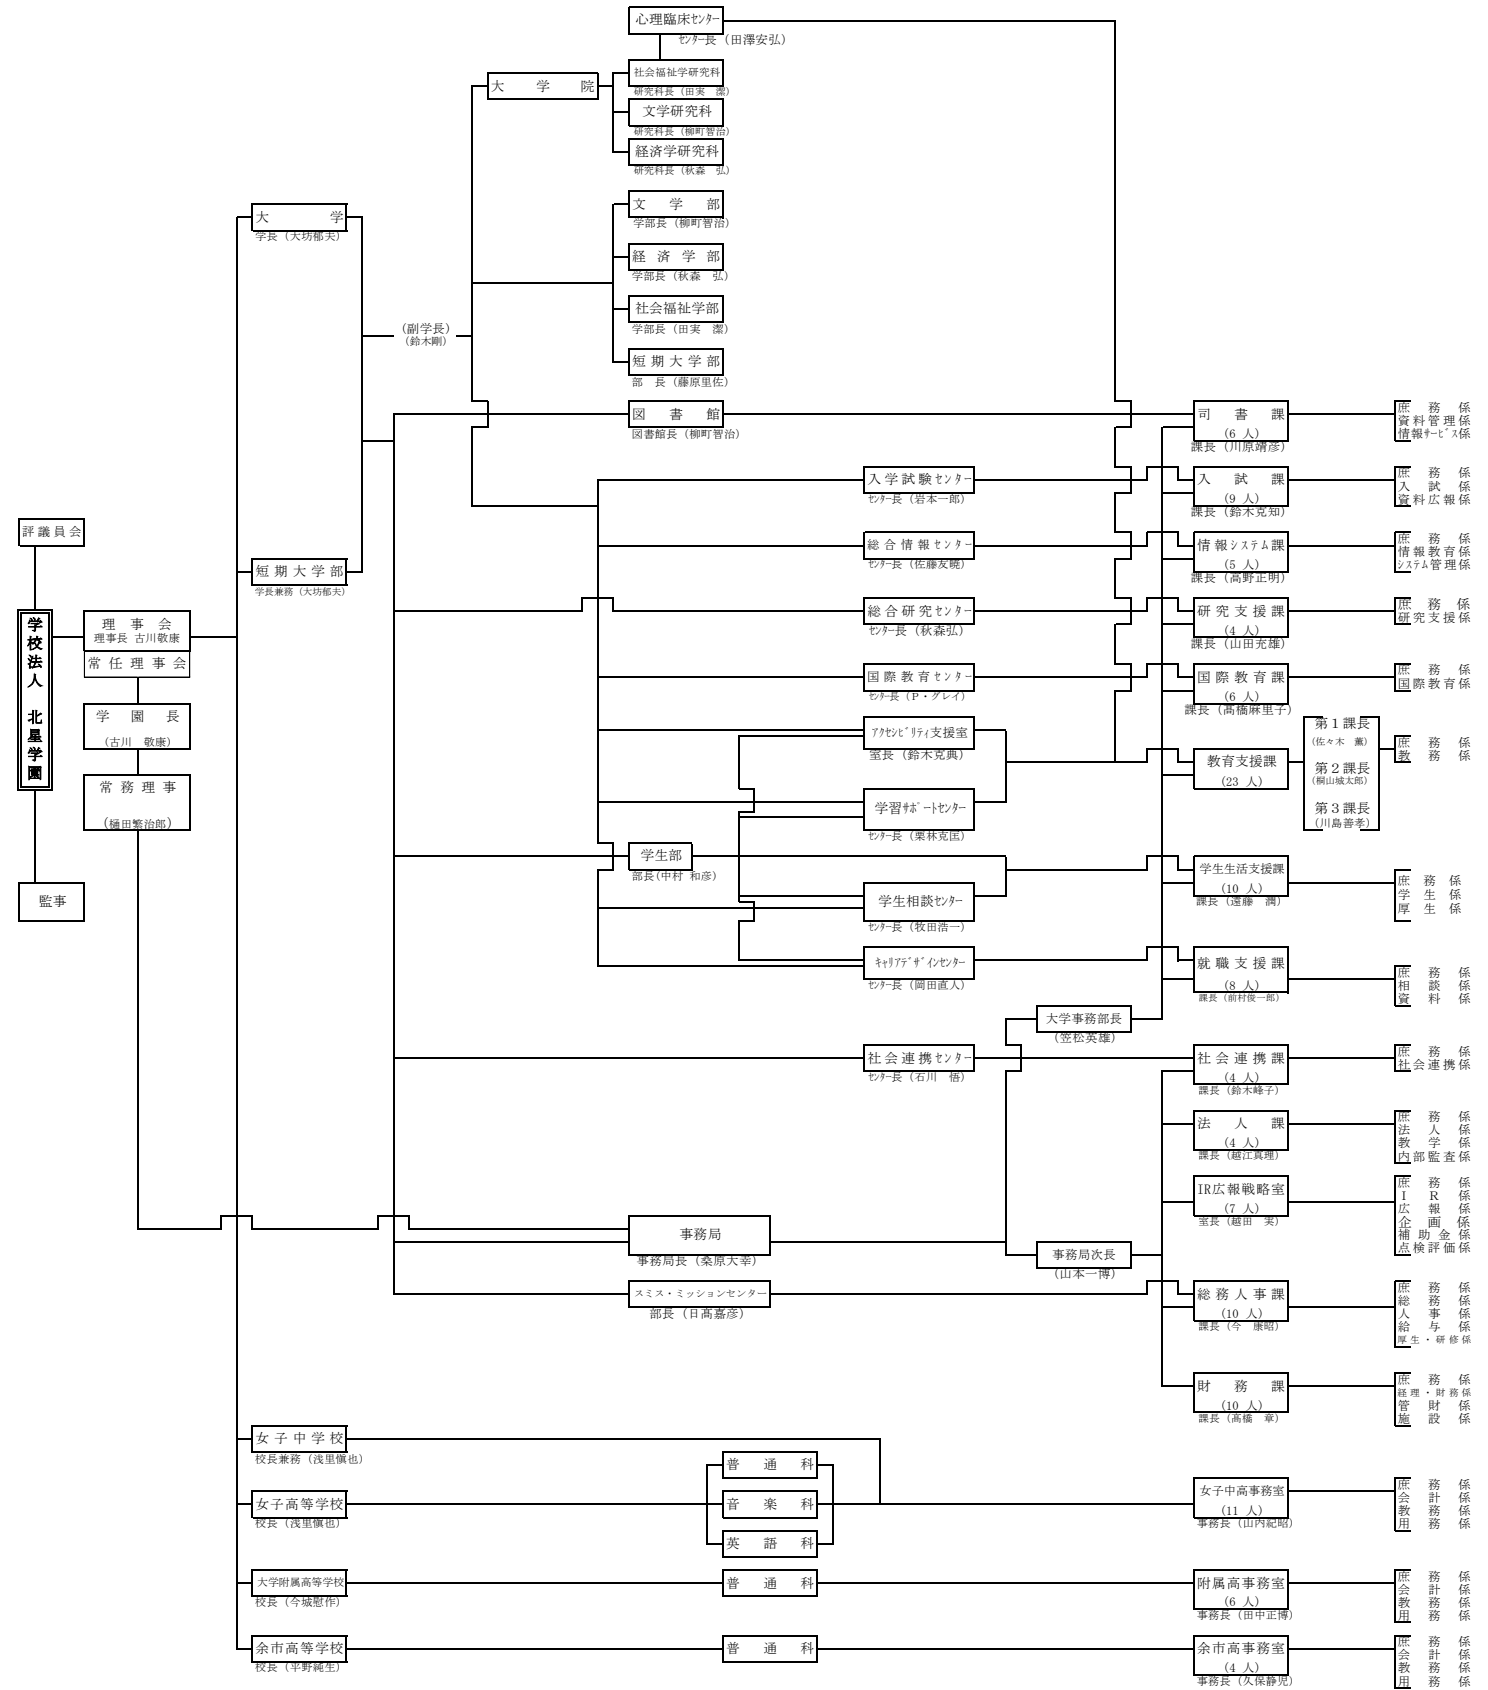 心理臨床センター
センター長（田澤安弘）
大学院
社会福祉学研究科
研究科長（田実　潔）
文学研究科
研究科長（柳町智治）
経済学研究科
研究科長（秋森　弘）
大学
学長（大坊郁夫）
文学部
学部長（柳町智治）
経済学部
学部長（秋森　弘）
社会福祉学部
学部長（田実　潔）
（副学長）
（鈴木剛）
短期大学部
部　長（藤原里佐）
図書館
図書館長（柳町智治）
司書課
（6 人）
課長（川原靖彦）
庶務係
資料管理係
情報サービス係
入学試験センター
センター長（岩本一郎）
入試課
（9 人）
課長（鈴木克知）
庶務係
入試係
資料広報係
評議員会
総合情報センター
センター長（佐藤友暁）
情報システム課
（5 人）
課長（高野正明）
庶務係
情報教育係
システム管理係
短期大学部
学長兼務（大坊郁夫）
学校法人　北星学園
理事会
理事長 古川敬康
常任理事会
総合研究センター
センター長（秋森弘）
研究支援課
（4 人）
課長（山田充雄）
庶務係
研究支援係
国際教育センター
センター長（P・グレイ）
国際教育課
（6 人）
課長（髙橋麻里子）
庶務係
国際教育係
学園長
（古川　敬康）
アクセシビリティ支援室
室長（鈴木克典）
教育支援課
（23 人）
第１課長
（佐々木　薫）
第２課長
（桐山城太郎）
第３課長
（川島善孝）
庶務係
教務係
常務理事
（樋田繁治郎）
学習サポートセンター
センター長（栗林克匡）
学生部
部長(中村 和彦)
学生生活支援課
（10 人）
課長（遠藤　潤）
庶務係
学生係
厚生係
監事
学生相談センター
センター長（牧田浩一）
キャリアデザインセンター
センター長（岡田直人）
就職支援課
（8 人）
課長（前村俊一郎）
庶務係
相談係
資料係
大学事務部長
（笠松英雄）
社会連携センター
センター長（石川　悟）
社会連携課
（4 人）
課長（鈴木峰子）
庶務係
社会連携係
法人課
（4 人）
課長（越江真理）
庶務係
法人係
教学係
内部監査係
IR広報戦略室
（7 人）
室長（越田　実）
庶務係
ＩＲ係
広報係
企画係
補助金係
点検評価係
事務局
事務局長（桑原大幸）
事務局次長
（山本一博）
スミス・ミッションセンター
部長（日髙嘉彦）
総務人事課
（10 人）
課長（今　康昭）
庶務係
総務係
人事係
給与係
厚生・研修係
財務課
（10 人）
課長（髙橋　章）
庶務係
経理・財務係
管財係
施設係
女子中学校
校長兼務（浅里愼也）
普通科
女子高等学校
校長（浅里愼也）
音楽科
英語科
女子中高事務室
（11 人）
事務長（山内紀昭）
庶務係
会計係
教務係
用務係
大学附属高等学校
校長（今城慰作）
普通科
附属高事務室
（6 人）
事務長（田中正博）
庶務係
会計係
教務係
用務係
余市高等学校
校長（平野純生）
普通科
余市高事務室
（4 人）
事務長（久保静児）
庶務係
会計係
教務係
用務係